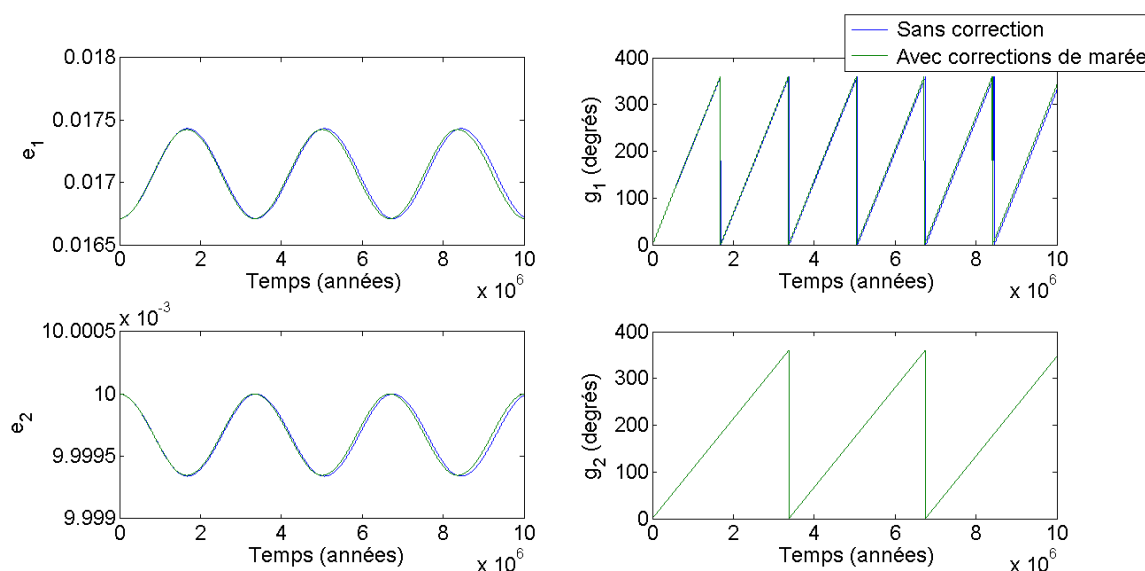 Sans correction
Avec corrections de marée
0.018
0.0175
0.017
0.0165
e1
0 2 4 6 8 10
Temps (années)
x 10^6
400
300
200
100
0
g1 (degrés)
0 2 4 6 8 10
Temps (années)
x 10^6
x 10^-3
10.0005
10
9.9995
9.999
e2
0 2 4 6 8 10
Temps (années)
x 10^6
400
300
200
100
0
g2 (degrés)
0 2 4 6 8 10
Temps (années)
x 10^6